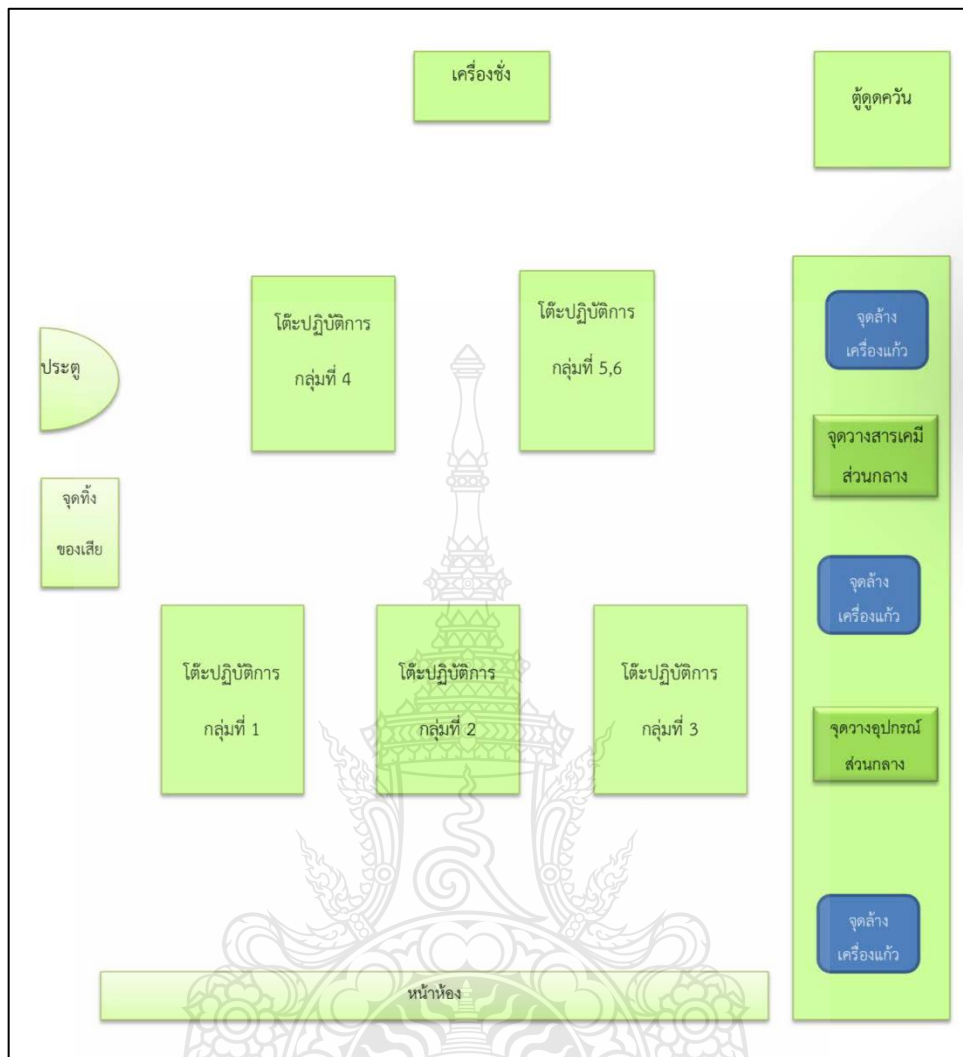 เครื่องชั่ง
ตู้ดูดควัน
โต๊ะปฏิบัติการ
กลุ่มที่ 4
โต๊ะปฏิบัติการ
กลุ่มที่ 5,6
จุดล้าง
เครื่องแก้ว
ประตู
จุดวางสารเคมี
ส่วนกลาง
จุดทิ้ง
ของเสีย
จุดล้าง
เครื่องแก้ว
โต๊ะปฏิบัติการ
กลุ่มที่ 1
โต๊ะปฏิบัติการ
กลุ่มที่ 2
โต๊ะปฏิบัติการ
กลุ่มที่ 3
จุดวางอุปกรณ์
ส่วนกลาง
จุดล้าง
เครื่องแก้ว
หน้าห้อง